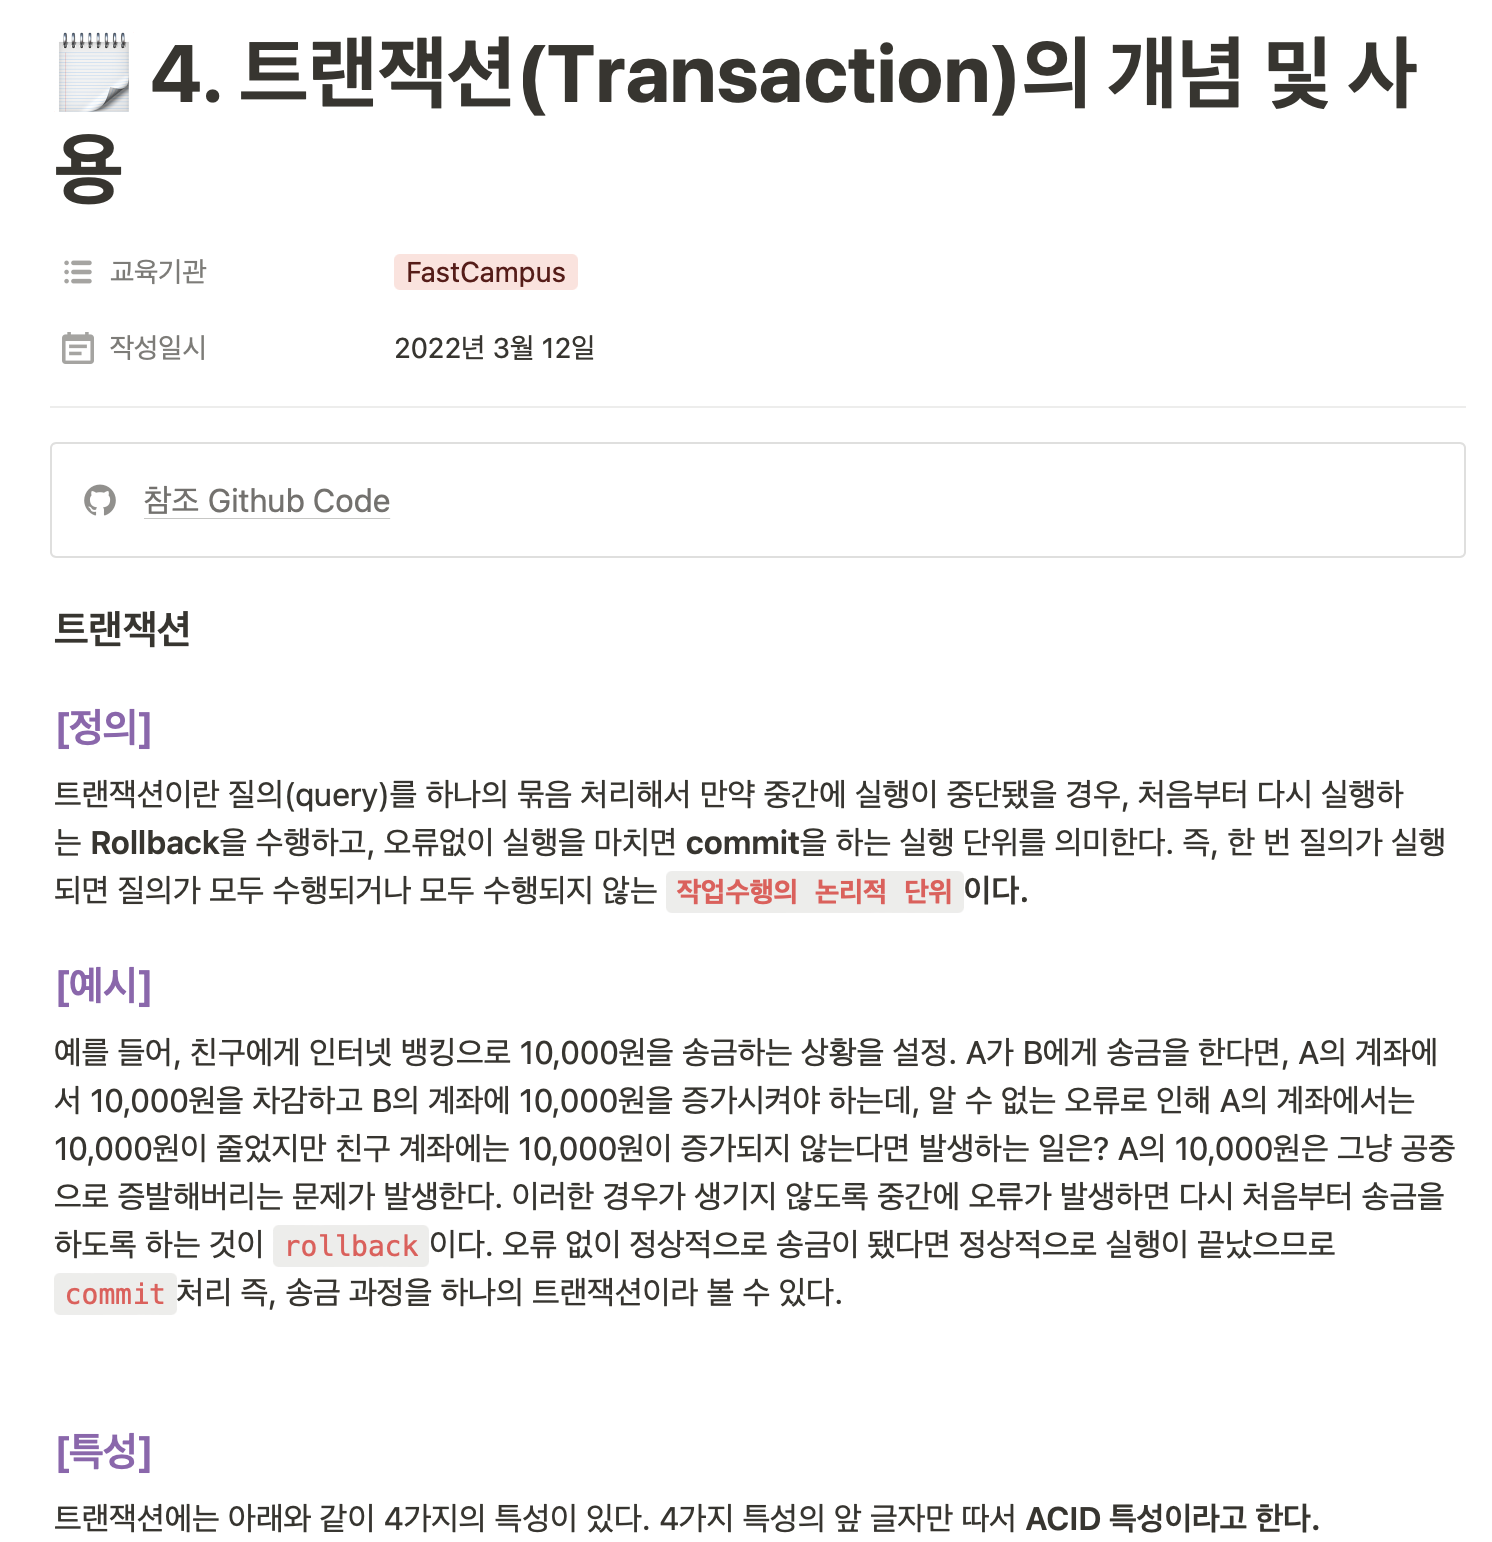 4. 트랜잭션(Transaction)의 개념 및 사
용
교육기관 FastCampus
작성일시 2022년 3월 12일
참조 Github Code
트랜잭션
[정의]
트랜잭션이란 질의(query)를 하나의 묶음 처리해서 만약 중간에 실행이 중단됐을 경우, 처음부터 다시 실행하
는 Rollback을 수행하고, 오류없이 실행을 마치면 commit을 하는 실행 단위를 의미한다. 즉, 한 번 질의가 실행
되면 질의가 모두 수행되거나 모두 수행되지 않는 작업수행의 논리적 단위이다.
[예시]
예를 들어, 친구에게 인터넷 뱅킹으로 10,000원을 송금하는 상황을 설정. A가 B에게 송금을 한다면, A의 계좌에
서 10,000원을 차감하고 B의 계좌에 10,000원을 증가시켜야 하는데, 알 수 없는 오류로 인해 A의 계좌에서는
10,000원이 줄었지만 친구 계좌에는 10,000원이 증가되지 않는다면 발생하는 일은? A의 10,000원은 그냥 공중
으로 증발해버리는 문제가 발생한다. 이러한 경우가 생기지 않도록 중간에 오류가 발생하면 다시 처음부터 송금을
하도록 하는 것이 rollback이다. 오류 없이 정상적으로 송금이 됐다면 정상적으로 실행이 끝났으므로
commit처리 즉, 송금 과정을 하나의 트랜잭션이라 볼 수 있다.
[특성]
트랜잭션에는 아래와 같이 4가지의 특성이 있다. 4가지 특성의 앞 글자만 따서 ACID 특성이라고 한다.